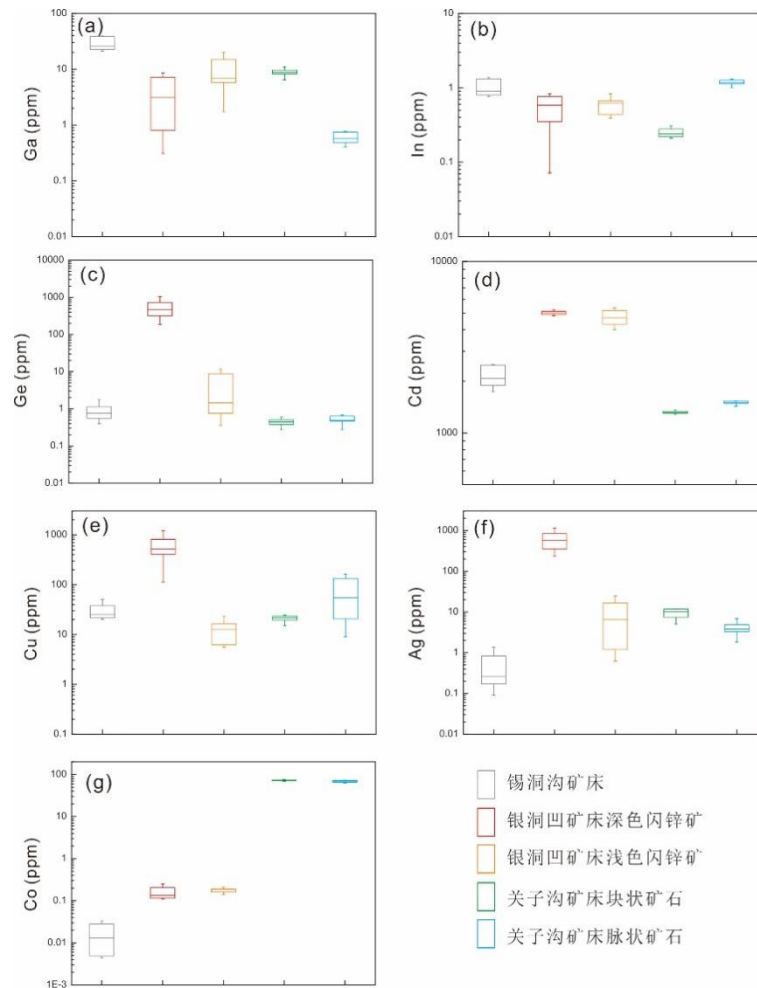 (a)
Ga (ppm)
100
10
1
0.1
0.01
(b)
In (ppm)
10
1
0.1
0.01
(c)
Ge (ppm)
10000
1000
100
10
1
0.1
0.01
(d)
Cd (ppm)
10000
1000
(e)
Cu (ppm)
1000
100
10
1
0.1
(f)
Ag (ppm)
1000
100
10
1
0.1
0.01
(g)
Co (ppm)
100
10
1
0.1
0.01
1E-3
锡洞沟矿床
银洞凹矿床深色闪锌矿
银洞凹矿床浅色闪锌矿
关子沟矿床块状矿石
关子沟矿床脉状矿石